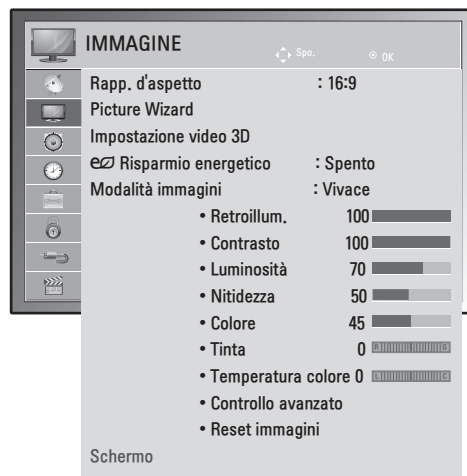 IMMAGINE
Spo. OK
Rapp. d'aspetto : 16:9
Picture Wizard
Impostazione video 3D
Risparmio energetico : Spento
Modalità immagini : Vivace
• Retroillum. 100
• Contrasto 100
• Luminosità 70
• Nitidezza 50
• Colore 45
• Tinta 0 R G
• Temperatura colore 0 L C
• Controllo avanzato
• Reset immagini
Schermo